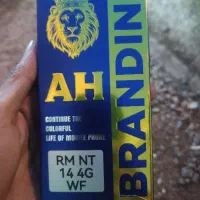 AH
CONTINUE THE
COLORFUL
LIFE OF MOBILE PHONE
RM NT
14 4G
WF
BRANDIN